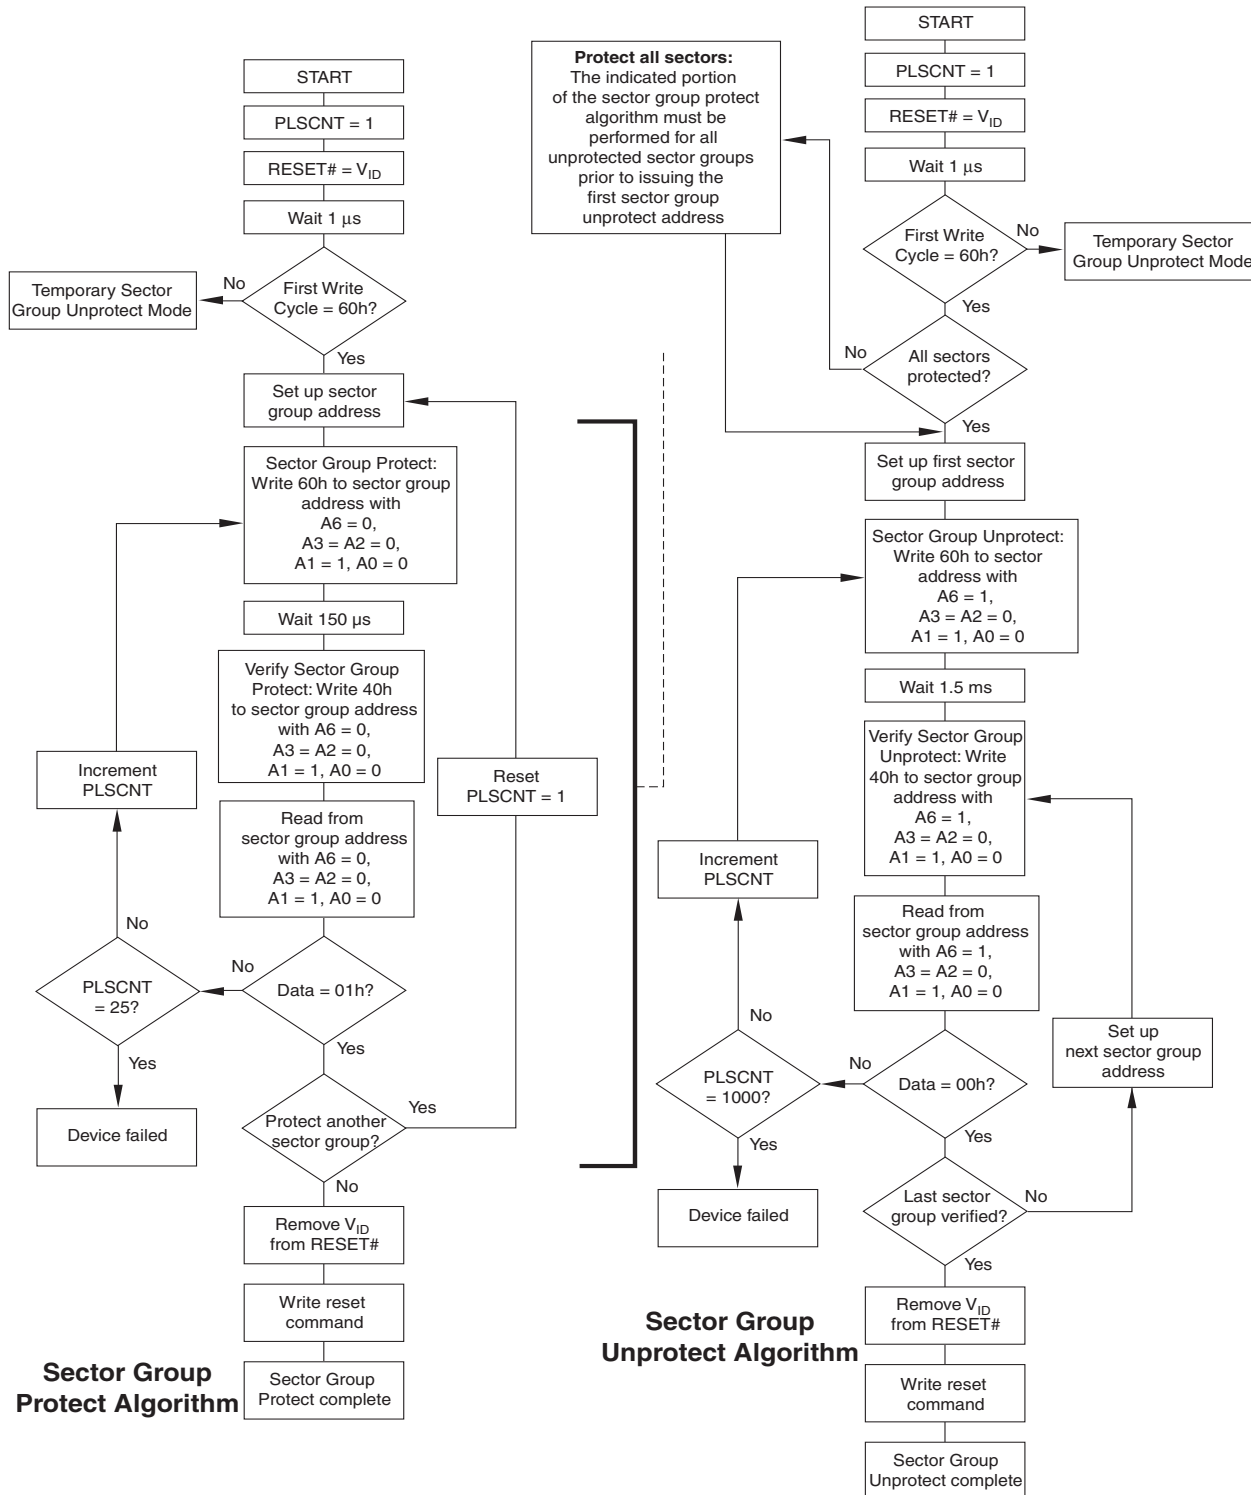 START
PLSCNT = 1
RESET# = VID
Wait 1 μs
First Write
Cycle = 60h?
No
Temporary Sector
Group Unprotect Mode
Yes
Set up sector
group address
Sector Group Protect:
Write 60h to sector group
address with
A6 = 0,
A3 = A2 = 0,
A1 = 1, A0 = 0
Wait 150 μs
Verify Sector Group
Protect: Write 40h
to sector group address
with A6 = 0,
A3 = A2 = 0,
A1 = 1, A0 = 0
Increment
PLSCNT
Reset
PLSCNT = 1
Read from
sector group address
with A6 = 0,
A3 = A2 = 0,
A1 = 1, A0 = 0
No
PLSCNT
= 25?
No
Data = 01h?
Yes
Yes
Device failed
Protect another
sector group?
Yes
No
Remove VID
from RESET#
Write reset
command
Sector Group
Protect complete
Sector Group
Protect Algorithm
Protect all sectors:
The indicated portion
of the sector group protect
algorithm must be
performed for all
unprotected sector groups
prior to issuing the
first sector group
unprotect address
START
PLSCNT = 1
RESET# = VID
Wait 1 μs
First Write
Cycle = 60h?
No
Temporary Sector
Group Unprotect Mode
Yes
No
All sectors
protected?
Yes
Set up first sector
group address
Sector Group Unprotect:
Write 60h to sector
address with
A6 = 1,
A3 = A2 = 0,
A1 = 1, A0 = 0
Wait 1.5 ms
Verify Sector Group
Unprotect: Write
40h to sector group
address with
A6 = 1,
A3 = A2 = 0,
A1 = 1, A0 = 0
Increment
PLSCNT
Read from
sector group address
with A6 = 1,
A3 = A2 = 0,
A1 = 1, A0 = 0
No
Set up
next sector group
address
PLSCNT
= 1000?
No
Data = 00h?
Yes
Yes
Device failed
Last sector
group verified?
No
Yes
Remove VID
from RESET#
Write reset
command
Sector Group
Unprotect complete
Sector Group
Unprotect Algorithm